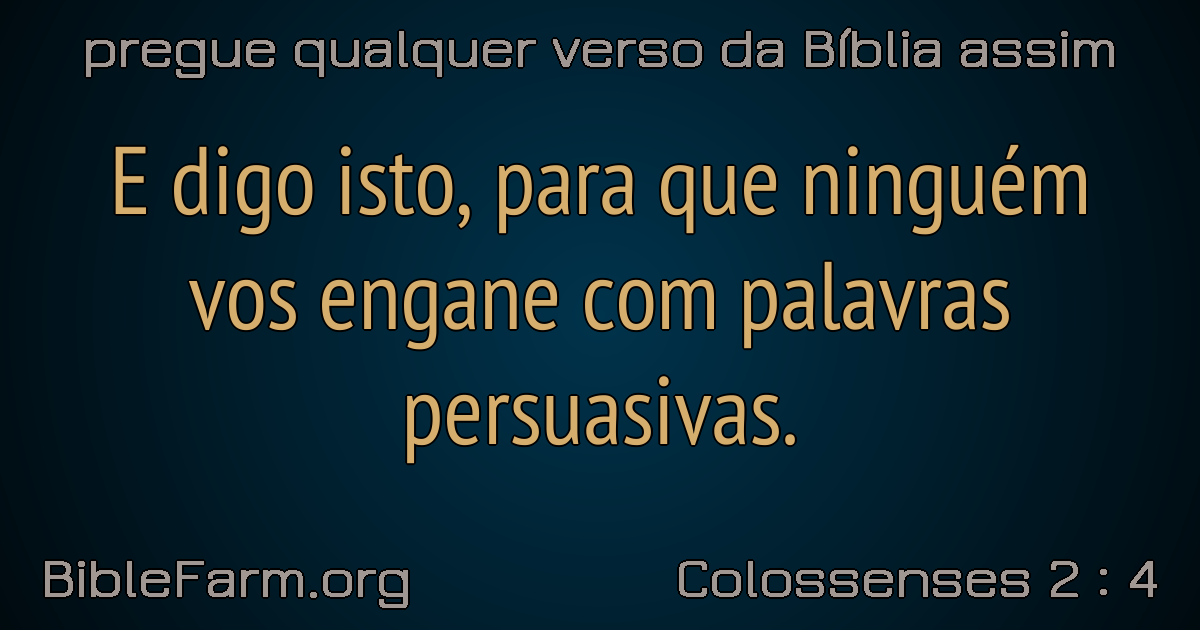 pregue qualquer verso da Bíblia assim
E digo isto, para que ninguém
vos engane com palavras
persuasivas.
BibleFarm.org
Colossenses 2 : 4